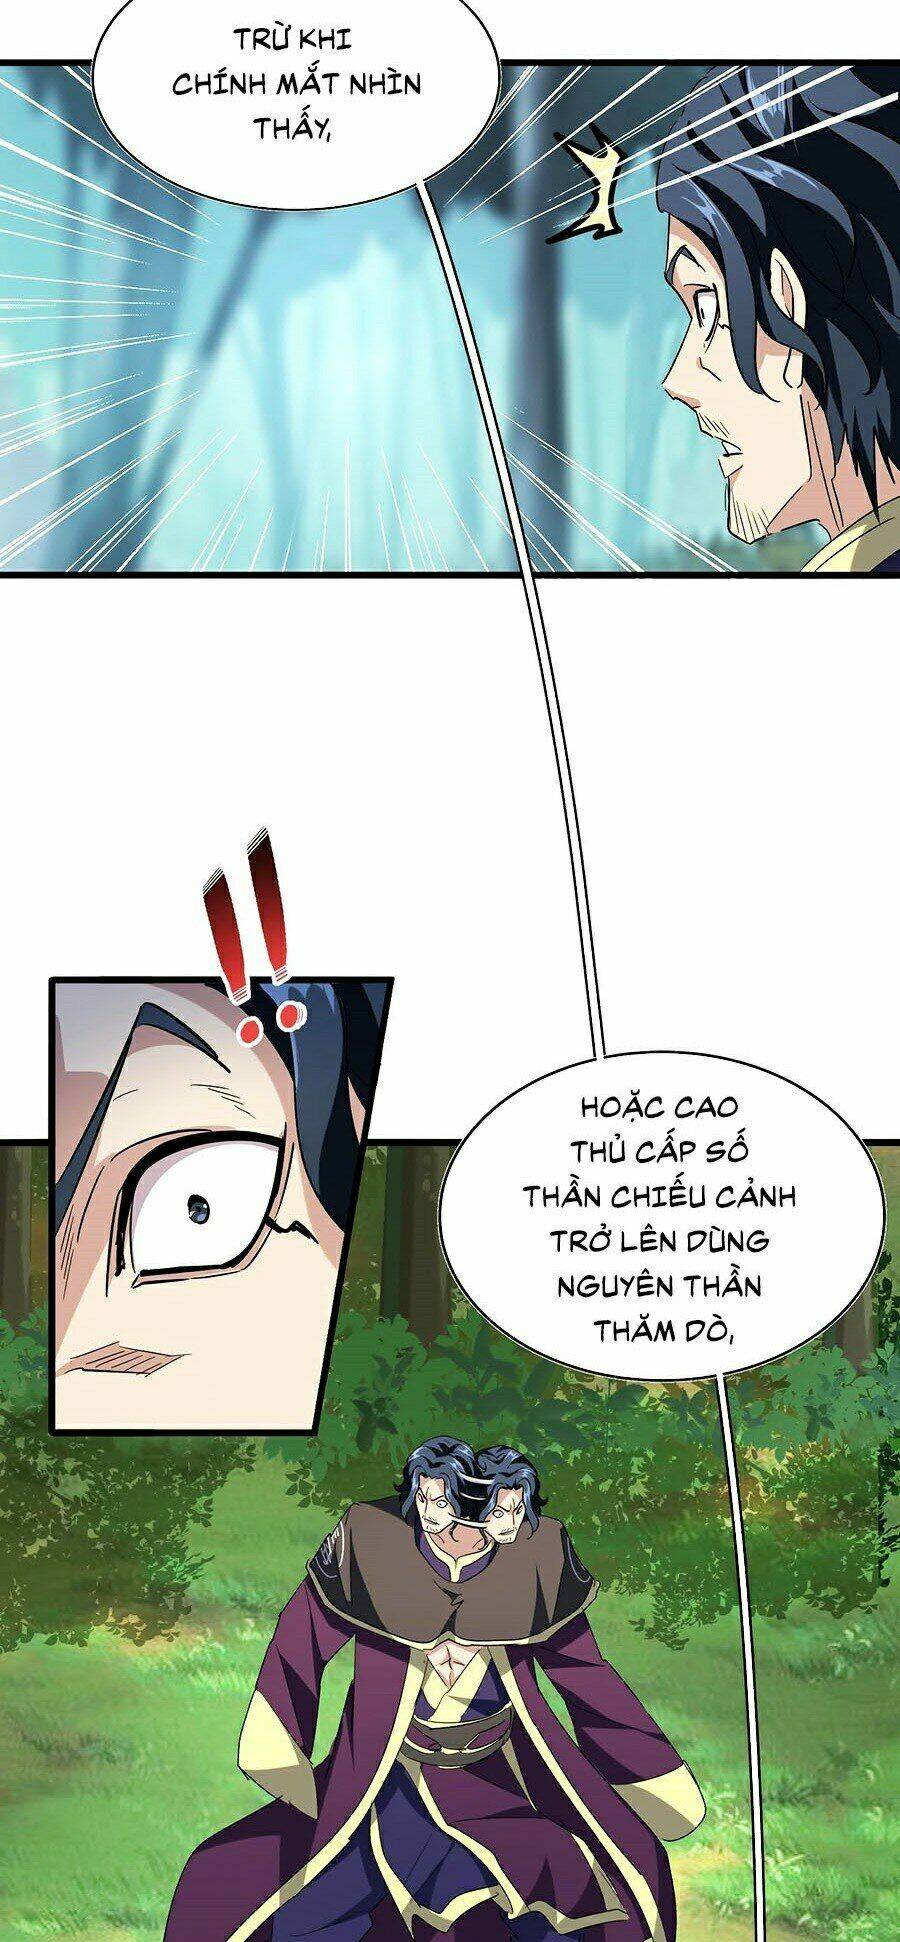 TRỪ KHI
CHÍNH MẮT NHÌN
THẤY,
!!
HOẶC CAO
THỦ CẤP SỐ
THẦN CHIẾU CẢNH
TRỞ LÊN DÙNG
NGUYÊN THẦN
THĂM DÒ,